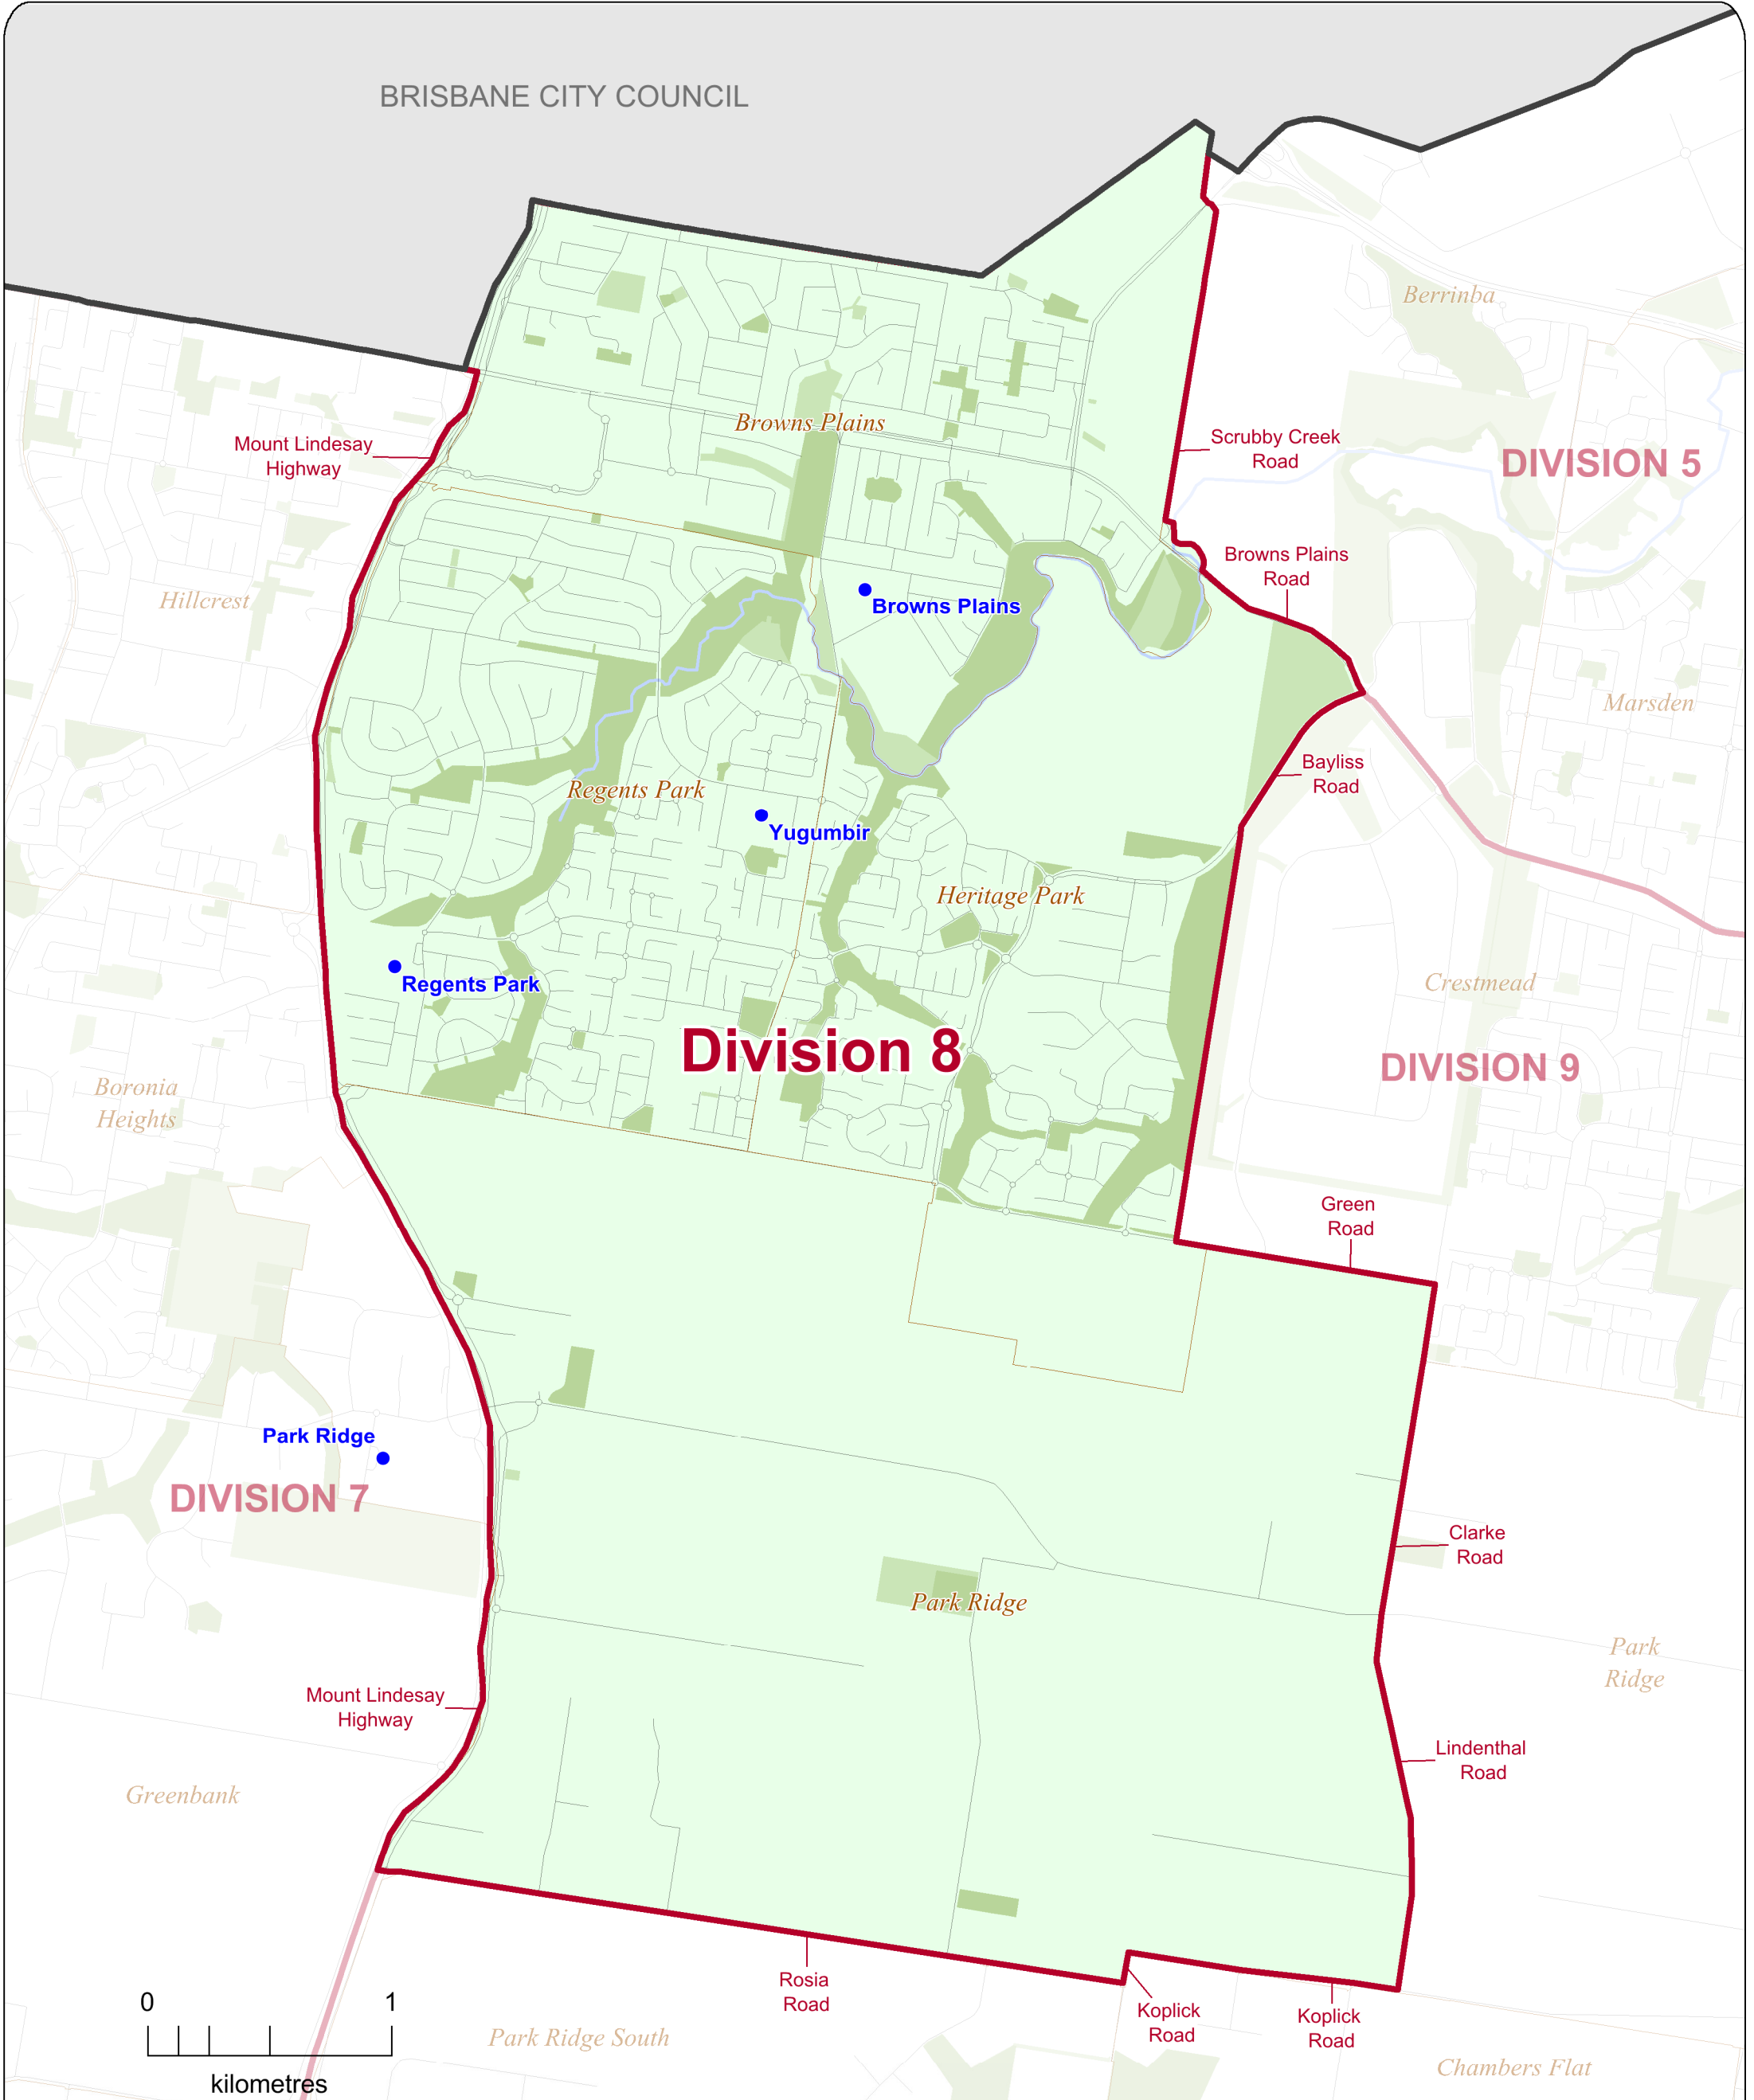 BRISBANE CITY COUNCIL
Berrinba
Browns Plains
Mount Lindesay
Highway
Scrubby Creek
Road
DIVISION 5
Browns Plains
Road
Hillcrest
Browns Plains
Marsden
Bayliss
Road
Regents Park
Yugumbir
Heritage Park
Regents Park
Crestmead
Division 8
DIVISION 9
Boronia
Heights
Green
Road
Park Ridge
DIVISION 7
Clarke
Road
Park Ridge
Park
Ridge
Mount Lindesay
Highway
Lindenthal
Road
Greenbank
Rosia
Road
Koplick
Road
Koplick
Road
0 1
kilometres
Park Ridge South
Chambers Flat